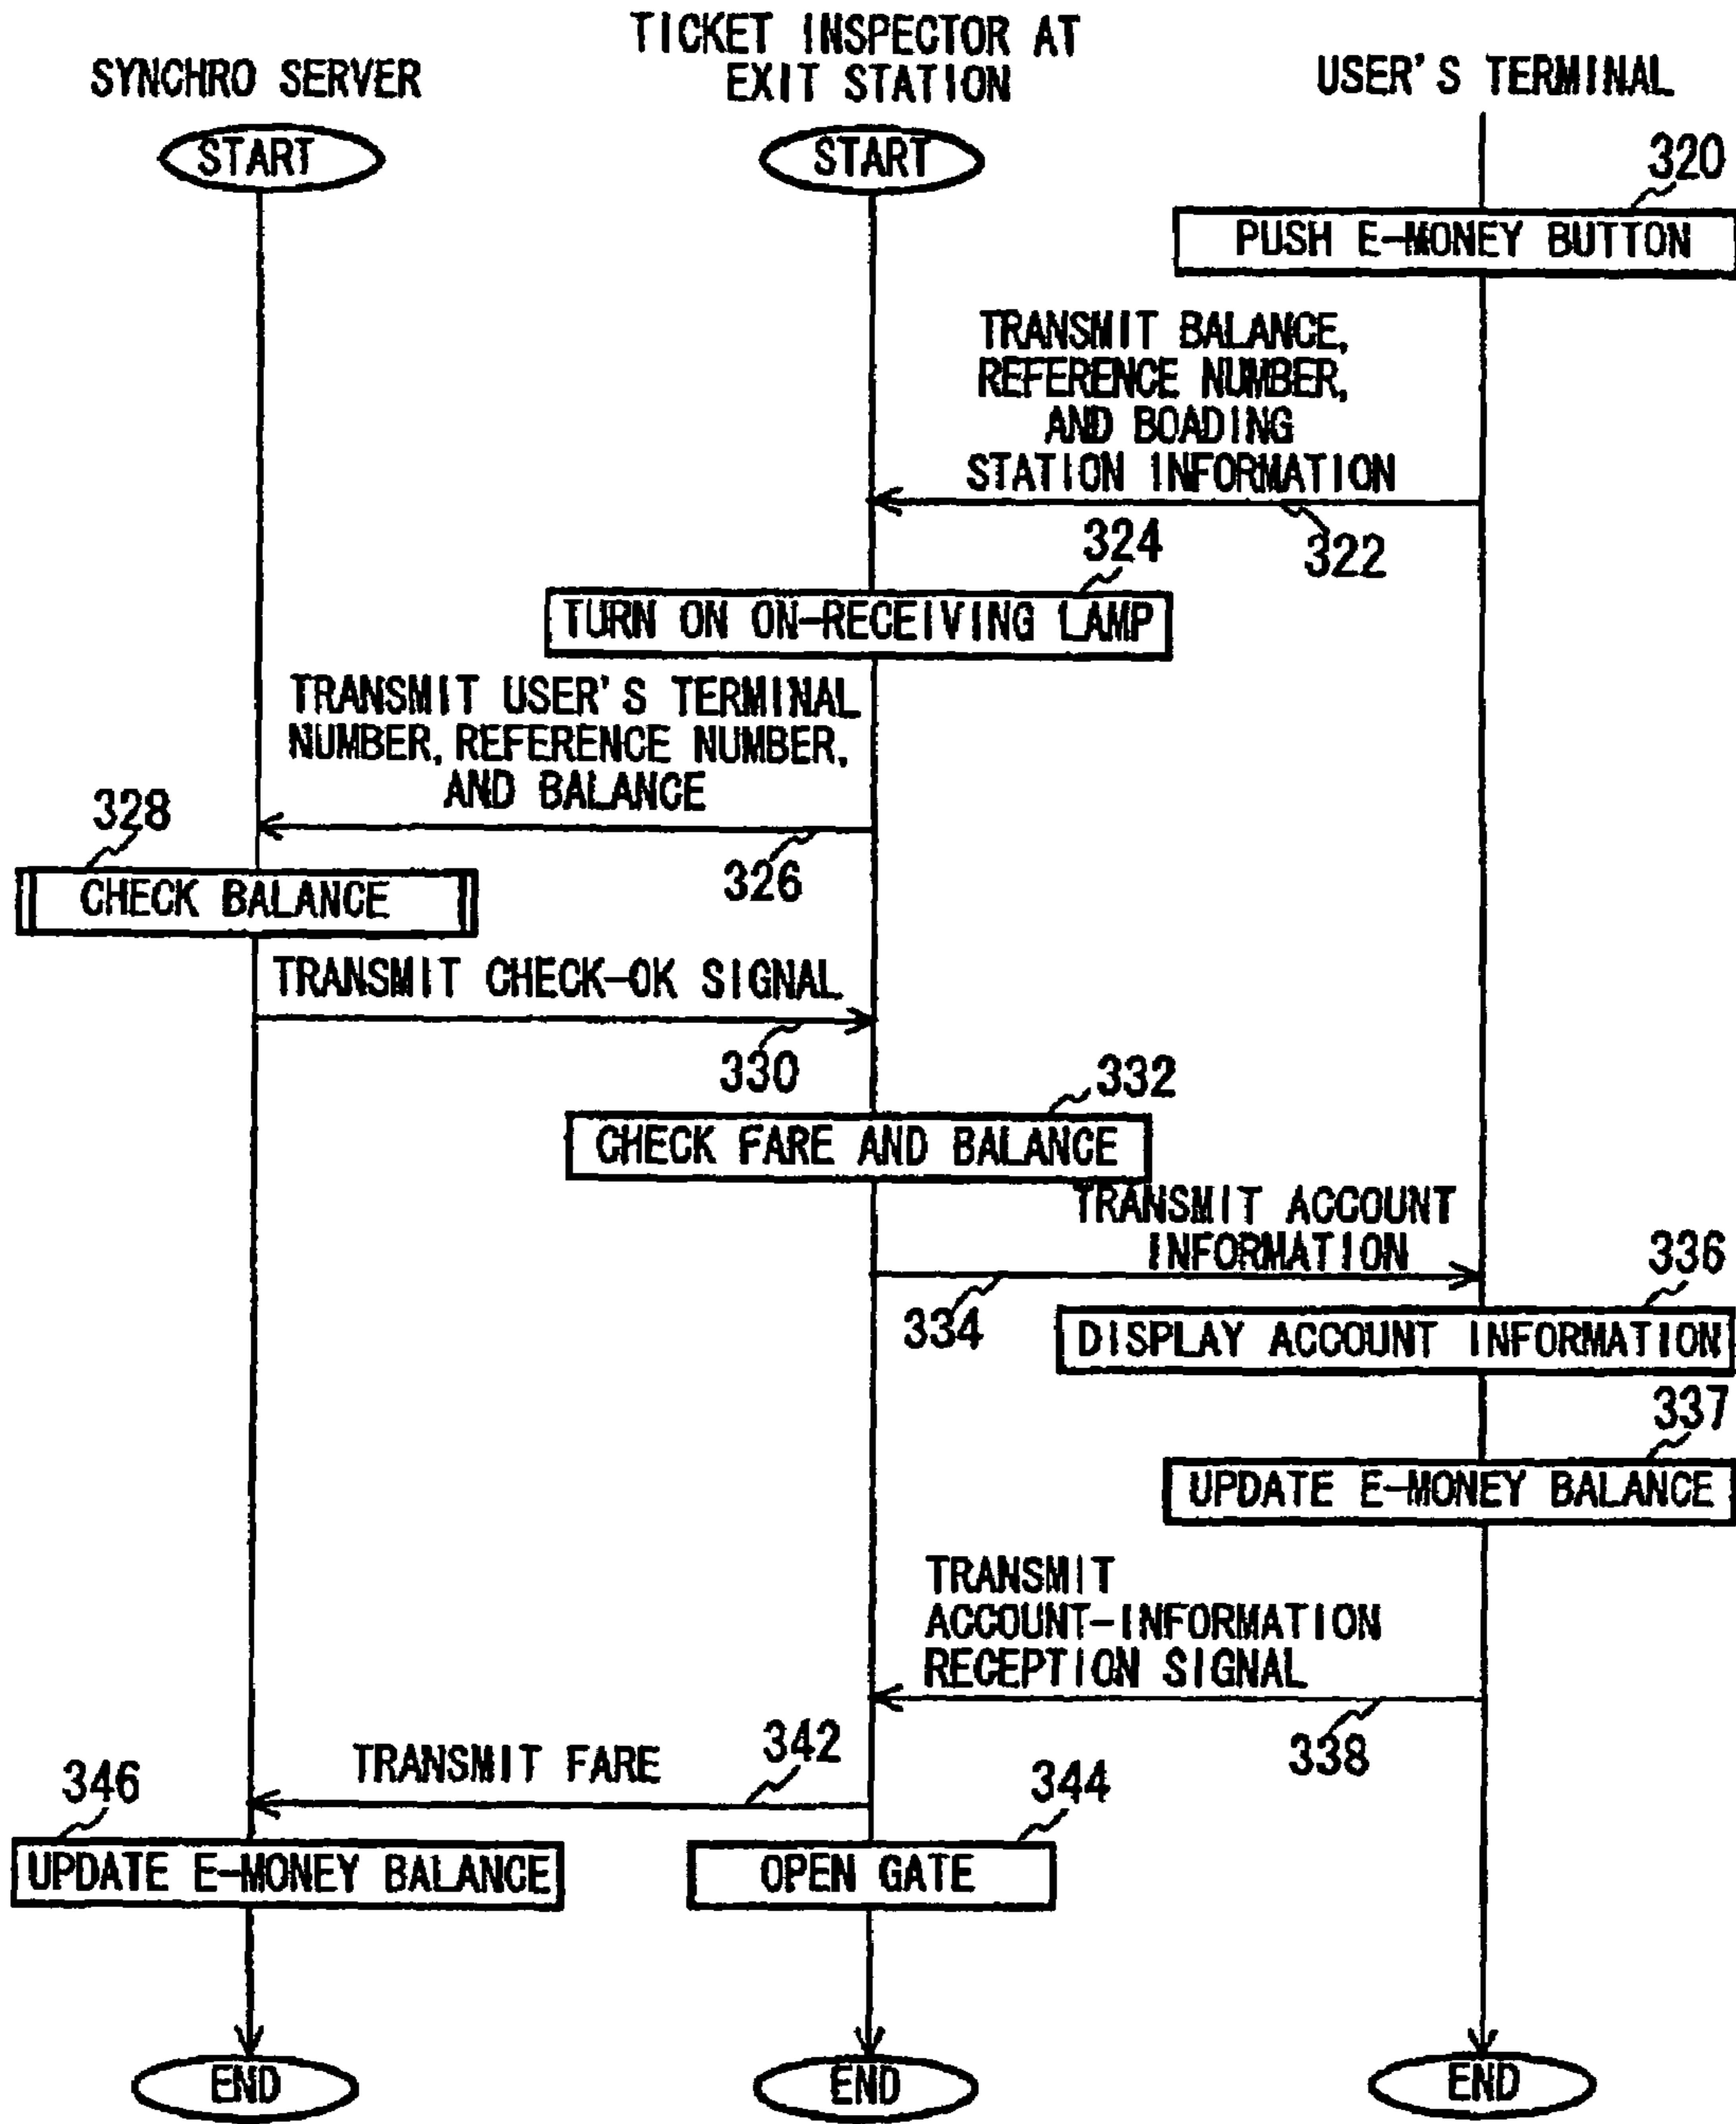 TICKET INSPECTOR AT
EXIT STATION
SYNCHRO SERVER
USER'S TERMINAL
START
START
320
PUSH E-MONEY BUTTON
TRANSMIT BALANCE,
REFERENCE NUMBER,
AND BOADING
STATION INFORMATION
322
324
TURN ON ON-RECEIVING LAMP
TRANSMIT USER'S TERMINAL
NUMBER, REFERENCE NUMBER,
AND BALANCE
326
328
CHECK BALANCE
TRANSMIT CHECK-OK SIGNAL
330
332
CHECK FARE AND BALANCE
TRANSMIT ACCOUNT
INFORMATION
334
336
DISPLAY ACCOUNT INFORMATION
337
UPDATE E-MONEY BALANCE
TRANSMIT
ACCOUNT-INFORMATION
RECEPTION SIGNAL
338
TRANSMIT FARE
342
346
344
UPDATE E-MONEY BALANCE
OPEN GATE
END
END
END